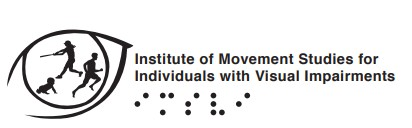 Institute of Movement Studies for
Individuals with Visual Impairments
⠊⠍⠎⠧⠊